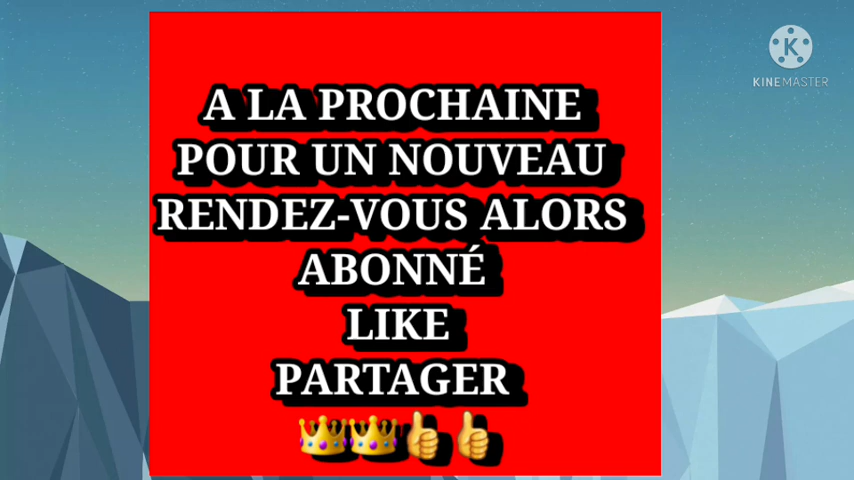 A LA PROCHAINE
POUR UN NOUVEAU
RENDEZ-VOUS ALORS
ABONNÉ
LIKE
PARTAGER
👑👑👍👍
K
KINEMASTER